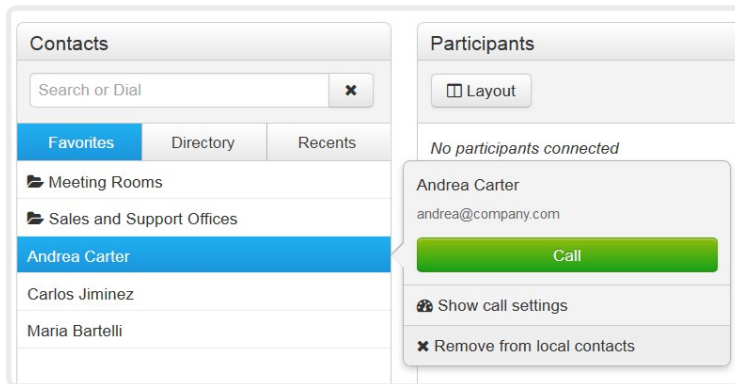 Contacts
Search or Dial
Favorites Directory Recents
Meeting Rooms
Sales and Support Offices
Andrea Carter
Carlos Jiminez
Maria Bartelli
Participants
Layout
No participants connected
Andrea Carter
andrea@company.com
Call
Show call settings
Remove from local contacts